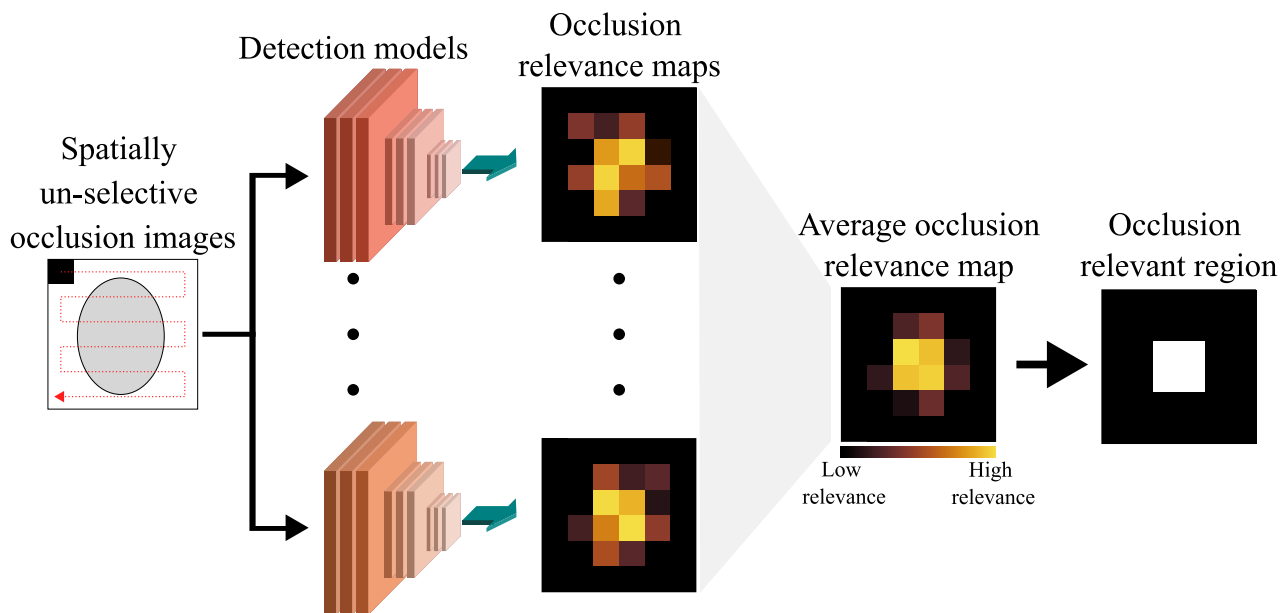 Spatially
un-selective
occlusion images
Detection models
Occlusion
relevance maps
Average occlusion
relevance map
Low
relevance
High
relevance
Occlusion
relevant region